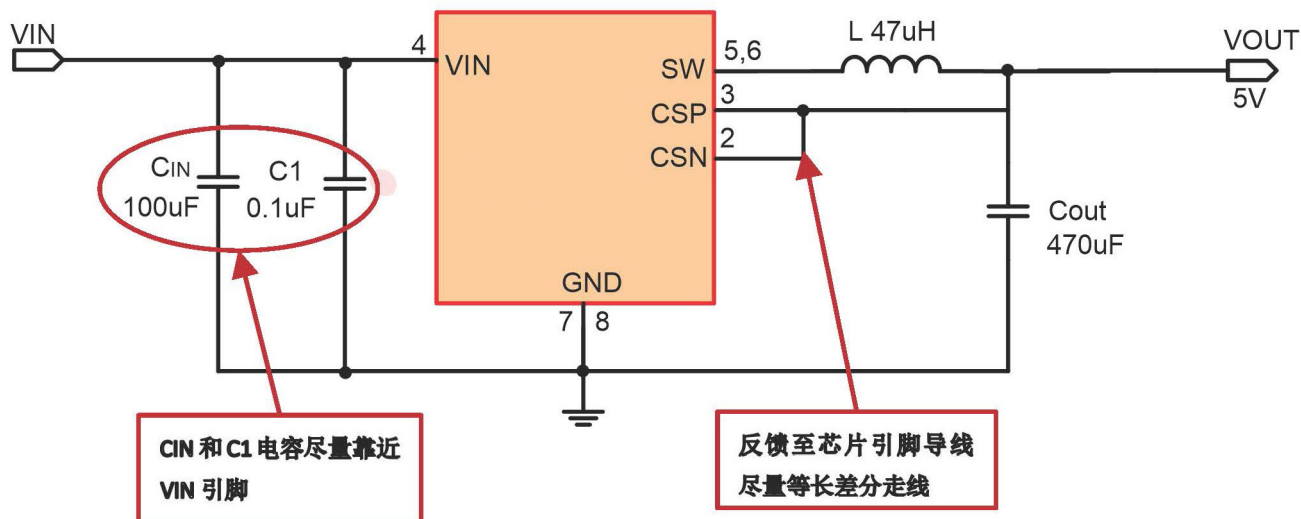 VIN
4
VIN
SW
5,6
L 47uH
VOUT
5V
CSP
3
CSN
2
CIN
100uF
C1
0.1uF
Cout
470uF
GND
7 8
CIN 和 C1 电容尽量靠近
VIN 引脚
反馈至芯片引脚导线
尽量等长差分走线